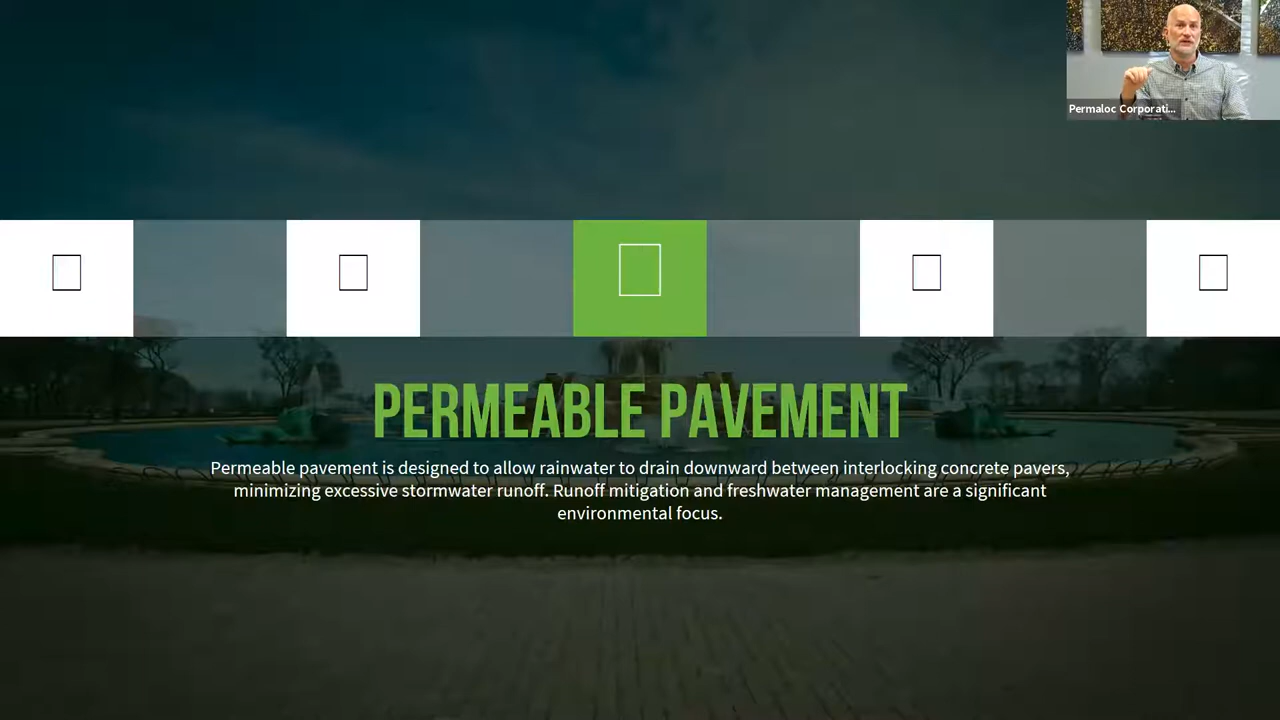 Permaloc Corporati...
PERMEABLE PAVEMENT
Permeable pavement is designed to allow rainwater to drain downward between interlocking concrete pavers,
minimizing excessive stormwater runoff. Runoff mitigation and freshwater management are a significant
environmental focus.